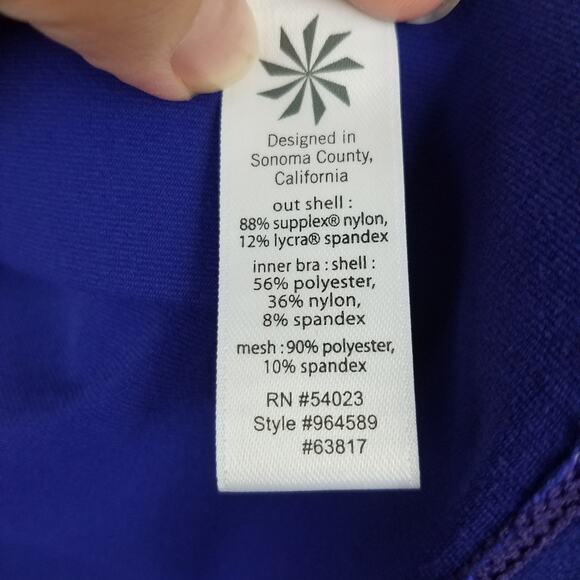 Designed in
Sonoma County,
California
out shell :
88% supplex® nylon,
12% lycra® spandex
inner bra : shell :
56% polyester,
36% nylon,
8% spandex
mesh : 90% polyester,
10% spandex
RN #54023
Style #964589
#63817